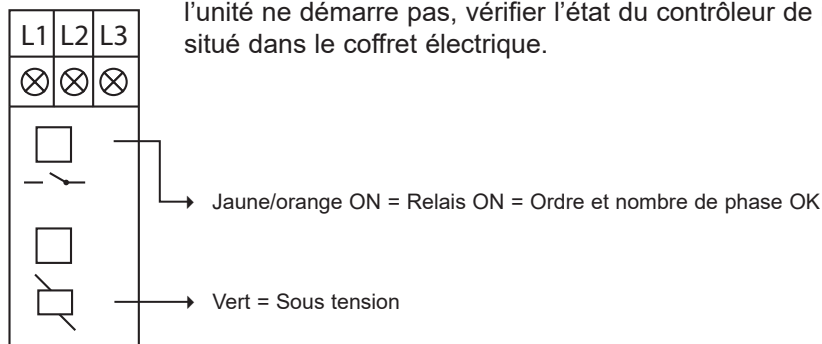 l’unité ne démarre pas, vérifier l’état du contrôleur de
situé dans le coffret électrique.
L1 L2 L3
Jaune/orange ON = Relais ON = Ordre et nombre de phase OK
Vert = Sous tension